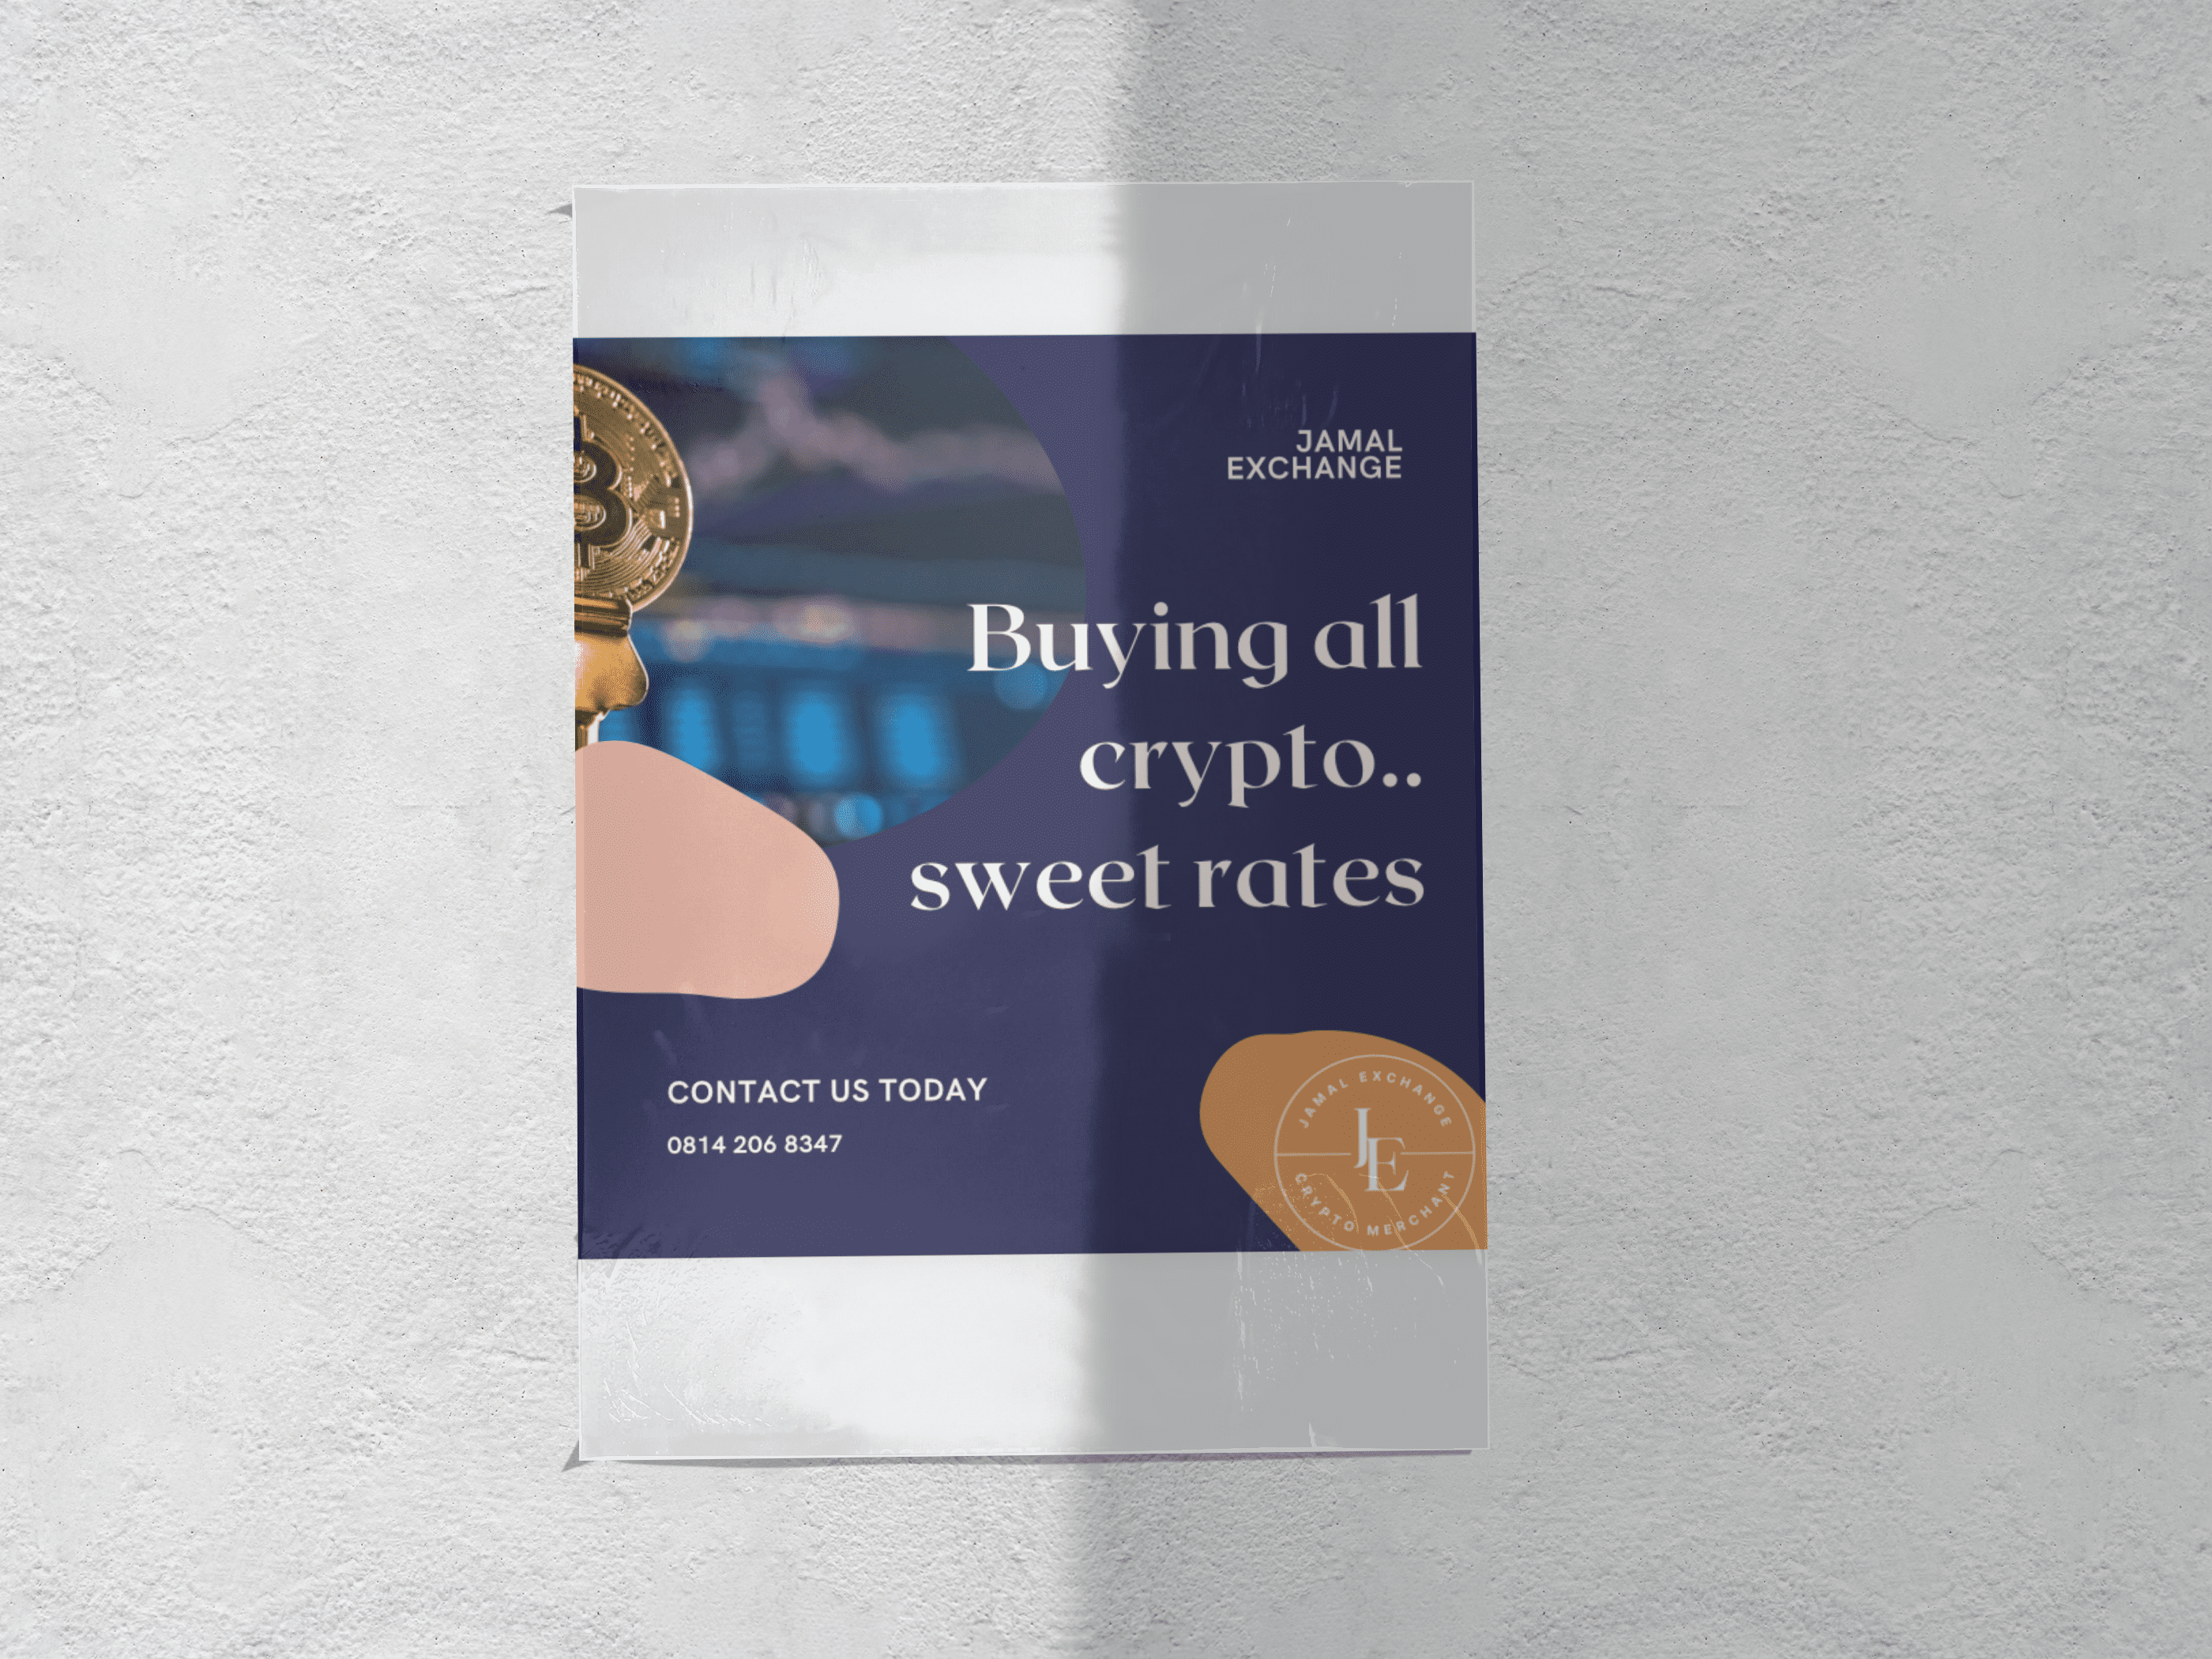 JAMAL
EXCHANGE
Buying all
crypto..
sweet rates
CONTACT US TODAY
0814 206 8347
JAMAL EXCHANGE
JE
CRYPTO MERCHANT